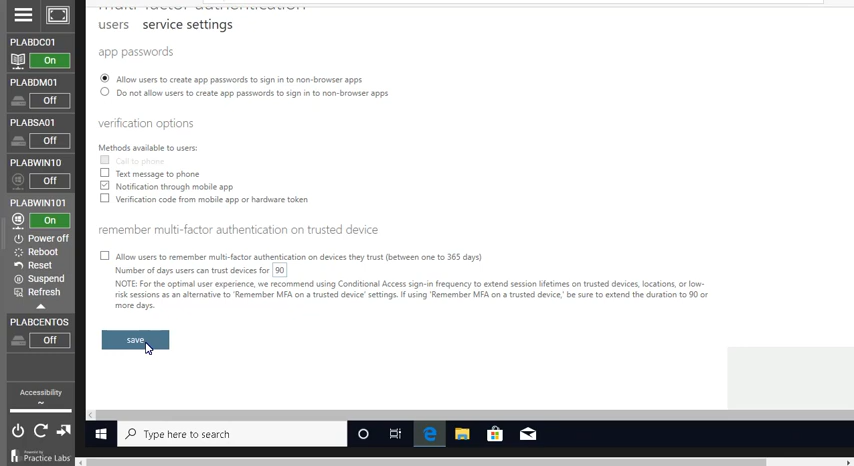 multi-factor authentication
users service settings
app passwords
Allow users to create app passwords to sign in to non-browser apps
Do not allow users to create app passwords to sign in to non-browser apps
verification options
Methods available to users:
Call to phone
Text message to phone
Notification through mobile app
Verification code from mobile app or hardware token
remember multi-factor authentication on trusted device
Allow users to remember multi-factor authentication on devices they trust (between one to 365 days)
Number of days users can trust devices for 90
NOTE: For the optimal user experience, we recommend using Conditional Access sign-in frequency to extend session lifetimes on trusted devices, locations, or low-
risk sessions as an alternative to 'Remember MFA on a trusted device' settings. If using 'Remember MFA on a trusted device,' be sure to extend the duration to 90 or
more days.
save
PLABDC01
On
PLABDM01
Off
PLABSA01
Off
PLABWIN10
Off
PLABWIN101
On
Power off
Reboot
Reset
Suspend
Refresh
PLABCENTOS
Off
Accessibility
Powered by
Practice Labs
Type here to search